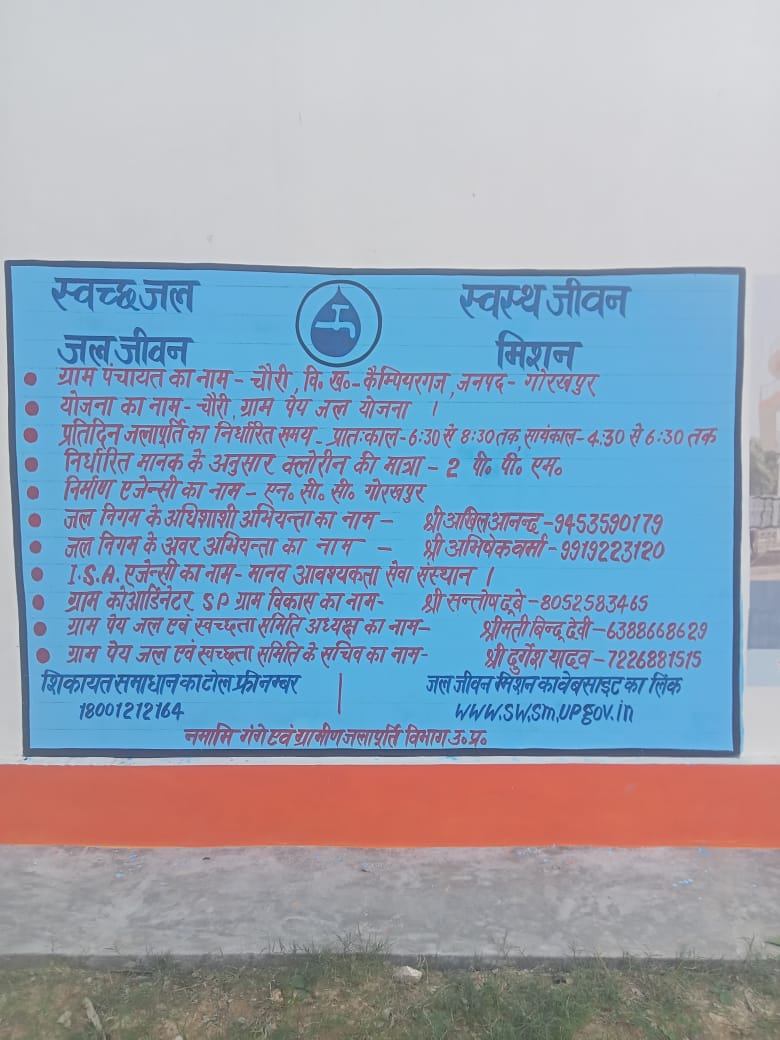 स्वच्छ जल स्वस्थ जीवन
जल जीवन मिशन
ग्राम पंचायत का नाम - चौरी, वि. ख. - कैम्पियरगज, जनपद - गोरखपुर
योजना का नाम - चौरी, ग्राम पेय जल योजना ।
प्रतिदिन जलापूर्ति का निर्धारित समय - प्रातःकाल - 6:30 से 8:30 तक, सायंकाल - 4:30 से 6:30 तक
निर्धारित मानक के अनुसार क्लोरीन की मात्रा - 2 पी० पी० एम०
निर्माण एजेन्सी का नाम - एन० सी० सी० गोरखपुर
जल निगम के अधिशाशी अभियन्ता का नाम - श्री अखिल आनन्द - 9453590179
जल निगम के अवर अभियन्ता का नाम - श्री अभिषेक वर्मा - 9919223120
I.S.A. एजेन्सी का नाम - मानव आवश्यकता सेवा संस्थान ।
ग्राम कोआर्डिनेटर SP ग्राम विकास का नाम - श्री सन्तोष दूबे - 8052583465
ग्राम पेय जल एवं स्वच्छता समिति अध्यक्ष का नाम - श्रीमती बिन्दू देवी - 6388668629
ग्राम पेय जल एवं स्वच्छता समिति के सचिव का नाम - श्री दुर्गेश यादव - 7226881515
शिकायत समाधान का टोल फ्री नम्बर | जल जीवन मिशन का वेबसाइट का लिंक
18001212164 www.swsm.upgov.in
नमामि गंगे एवं ग्रामीण जलापूर्ति विभाग उ. प्र.